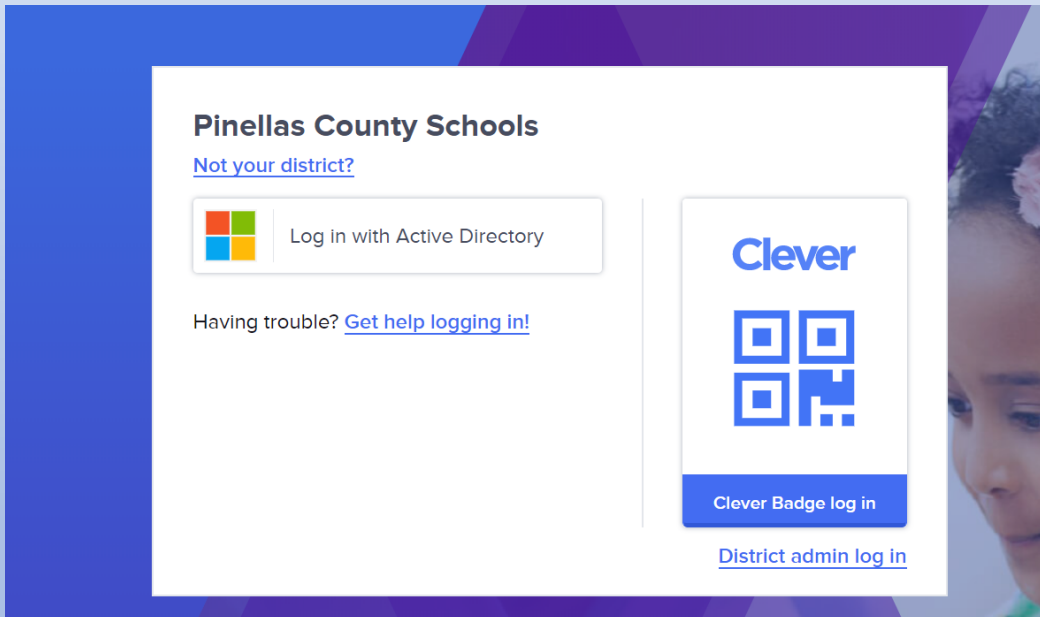 Pinellas County Schools
Not your district?
Log in with Active Directory
Having trouble? Get help logging in!
Clever
Clever Badge log in
District admin log in